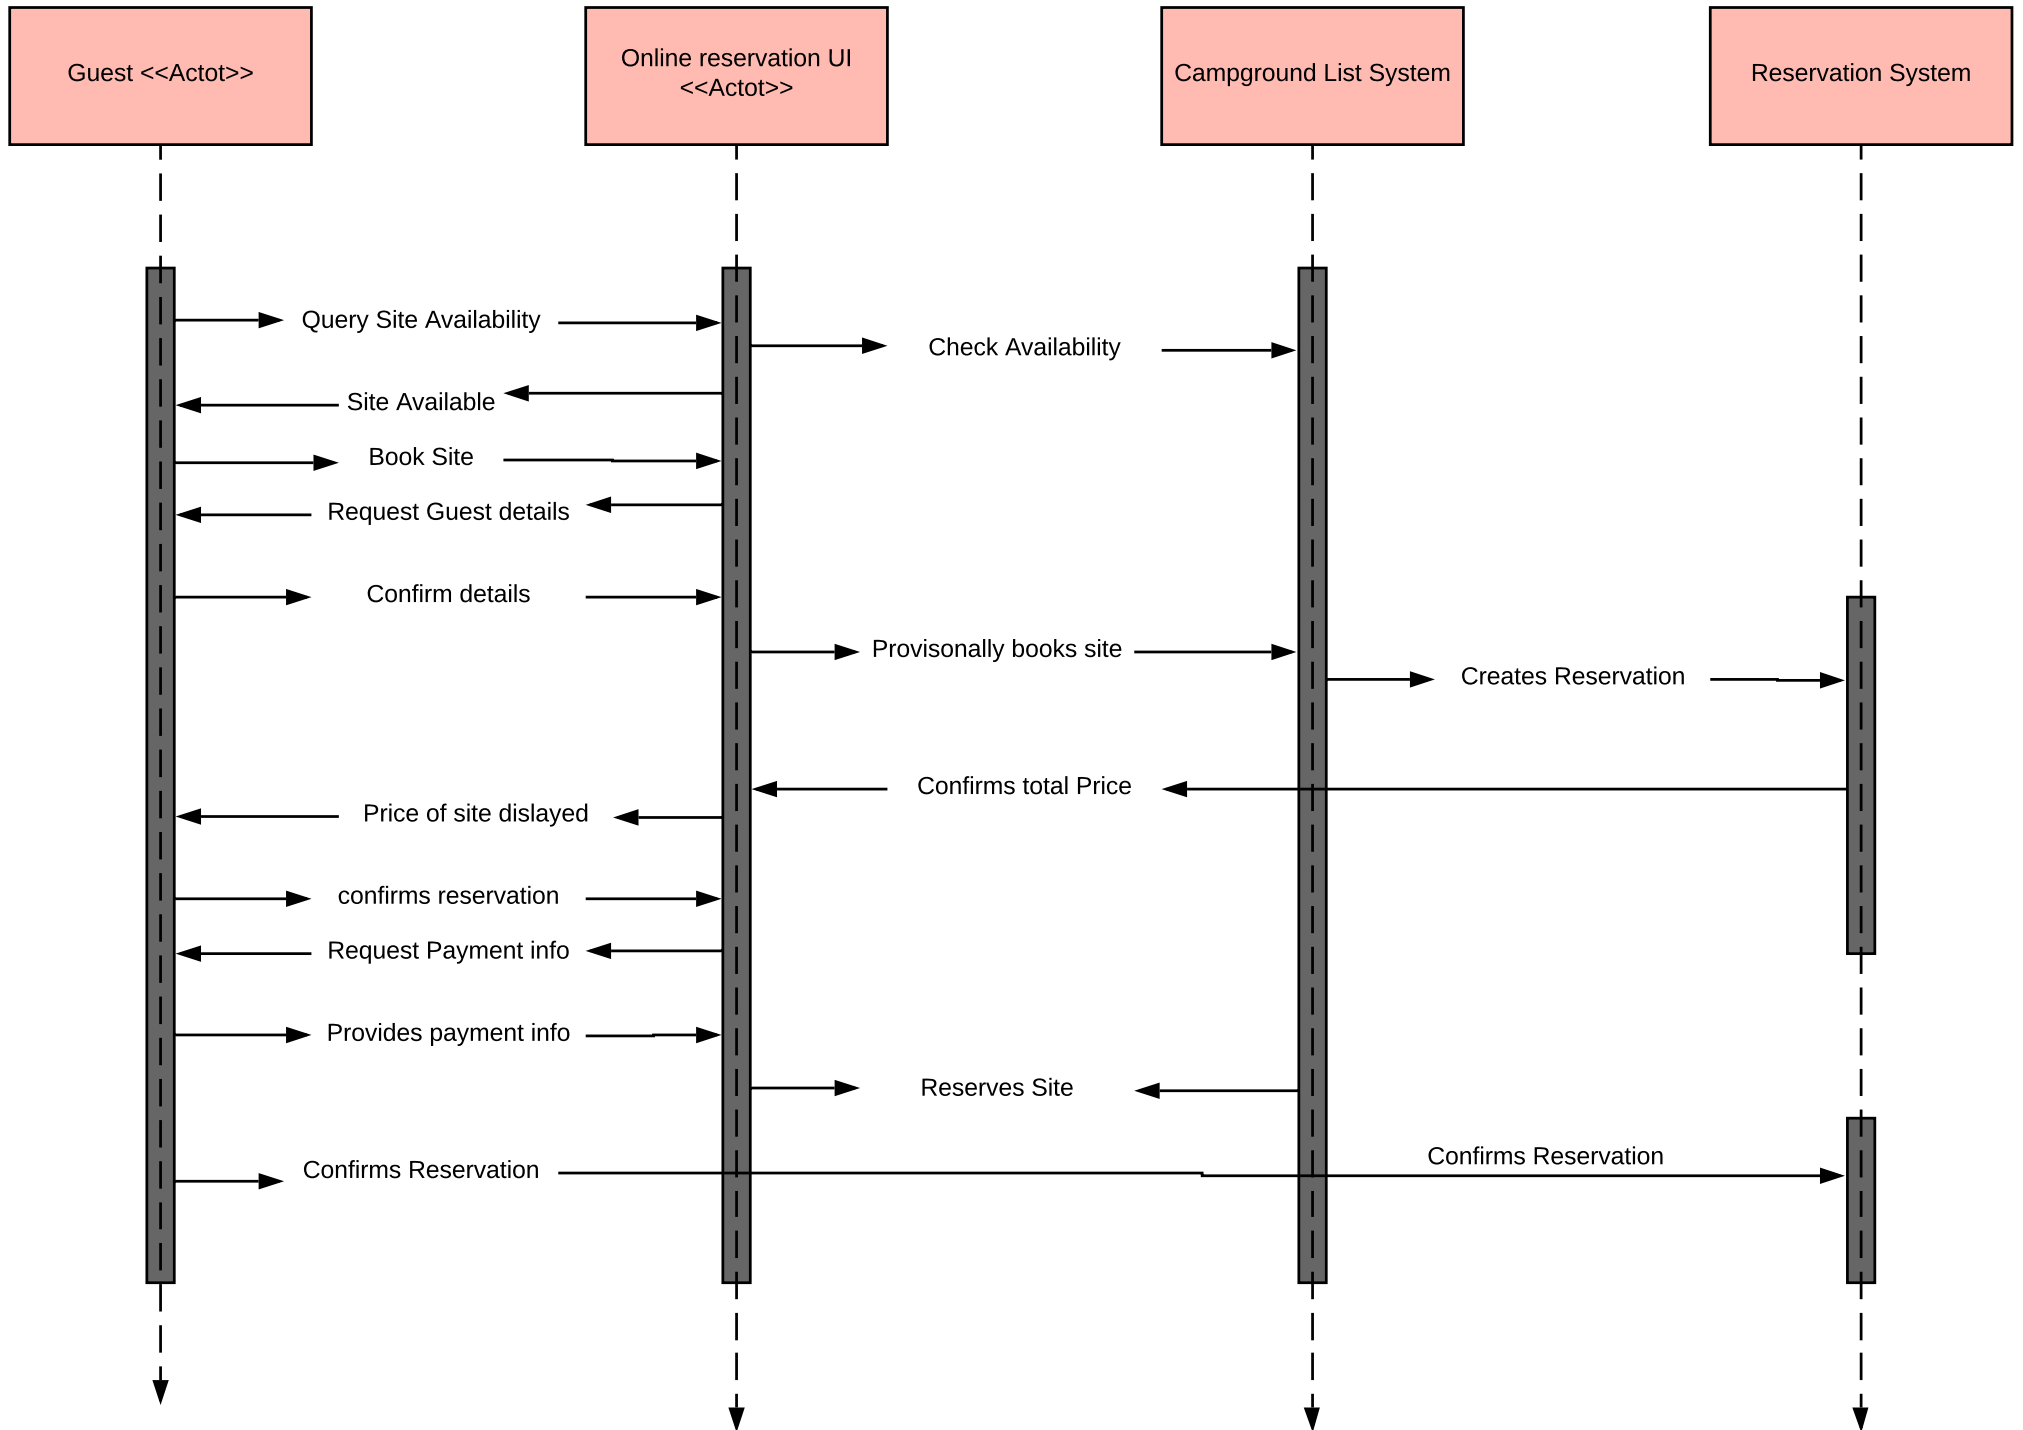 Guest <<Actot>>
Online reservation UI
<<Actot>>
Campground List System
Reservation System
Query Site Availability
Check Availability
Site Available
Book Site
Request Guest details
Confirm details
Provisonally books site
Creates Reservation
Confirms total Price
Price of site dislayed
confirms reservation
Request Payment info
Provides payment info
Reserves Site
Confirms Reservation
Confirms Reservation